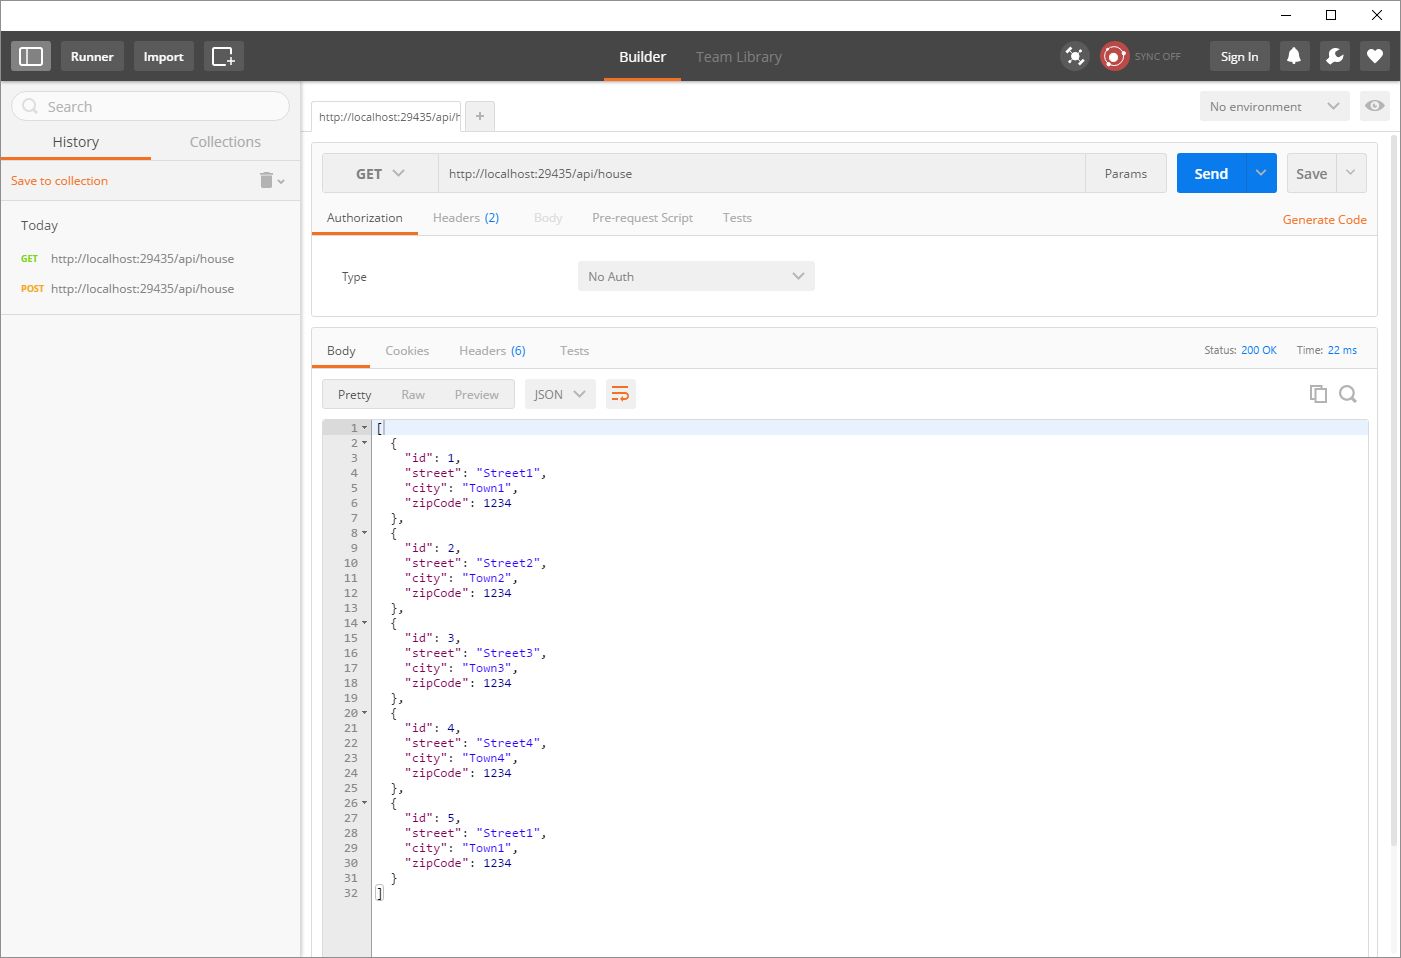 Runner
Import
Builder
Team Library
SYNC OFF
Sign In
Search
History
Collections
Save to collection
Today
GET http://localhost:29435/api/house
POST http://localhost:29435/api/house
http://localhost:29435/api/h
+
No environment
GET
http://localhost:29435/api/house
Params
Send
Save
Authorization
Headers (2)
Body
Pre-request Script
Tests
Generate Code
Type
No Auth
Body
Cookies
Headers (6)
Tests
Status: 200 OK
Time: 22 ms
Pretty
Raw
Preview
JSON
1 [
2 {
3 "id": 1,
4 "street": "Street1",
5 "city": "Town1",
6 "zipCode": 1234
7 },
8 {
9 "id": 2,
10 "street": "Street2",
11 "city": "Town2",
12 "zipCode": 1234
13 },
14 {
15 "id": 3,
16 "street": "Street3",
17 "city": "Town3",
18 "zipCode": 1234
19 },
20 {
21 "id": 4,
22 "street": "Street4",
23 "city": "Town4",
24 "zipCode": 1234
25 },
26 {
27 "id": 5,
28 "street": "Street1",
29 "city": "Town1",
30 "zipCode": 1234
31 }
32 ]